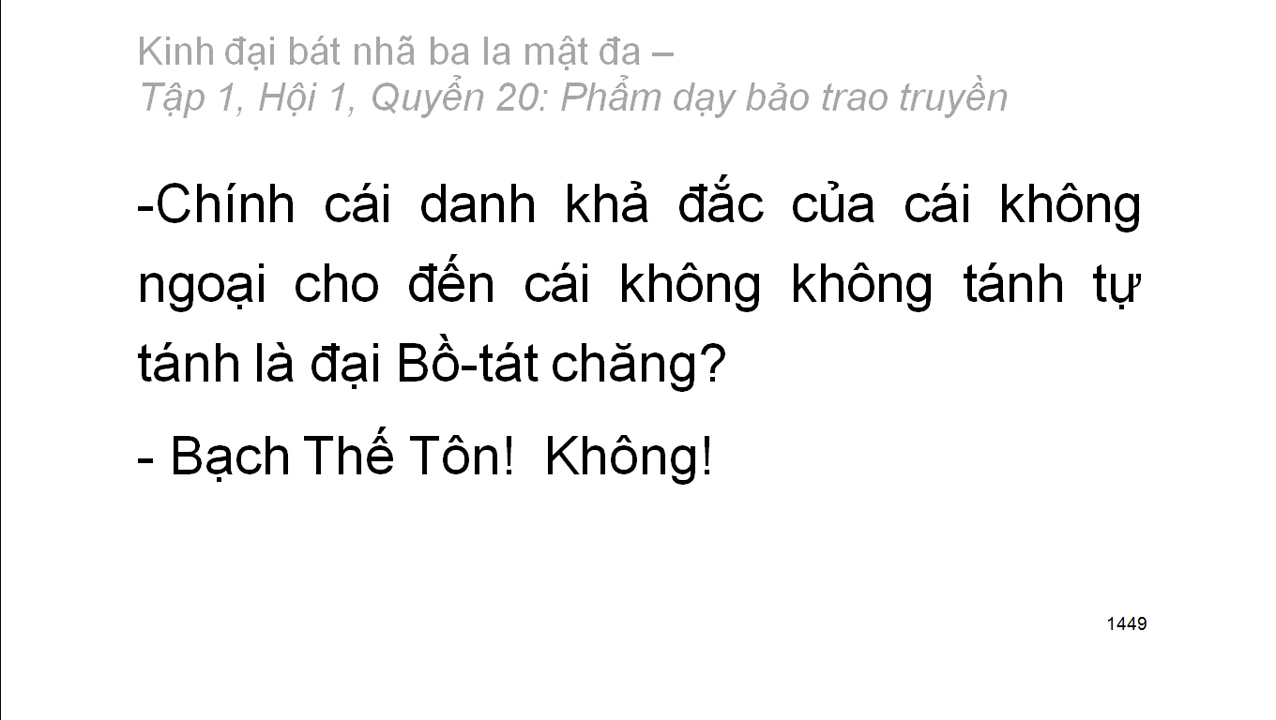 Kinh đại bát nhã ba la mật đa –
Tập 1, Hội 1, Quyển 20: Phẩm dạy bảo trao truyền
-Chính cái danh khả đắc của cái không
ngoại cho đến cái không không tánh tự
tánh là đại Bồ-tát chăng?
- Bạch Thế Tôn!  Không!
1449